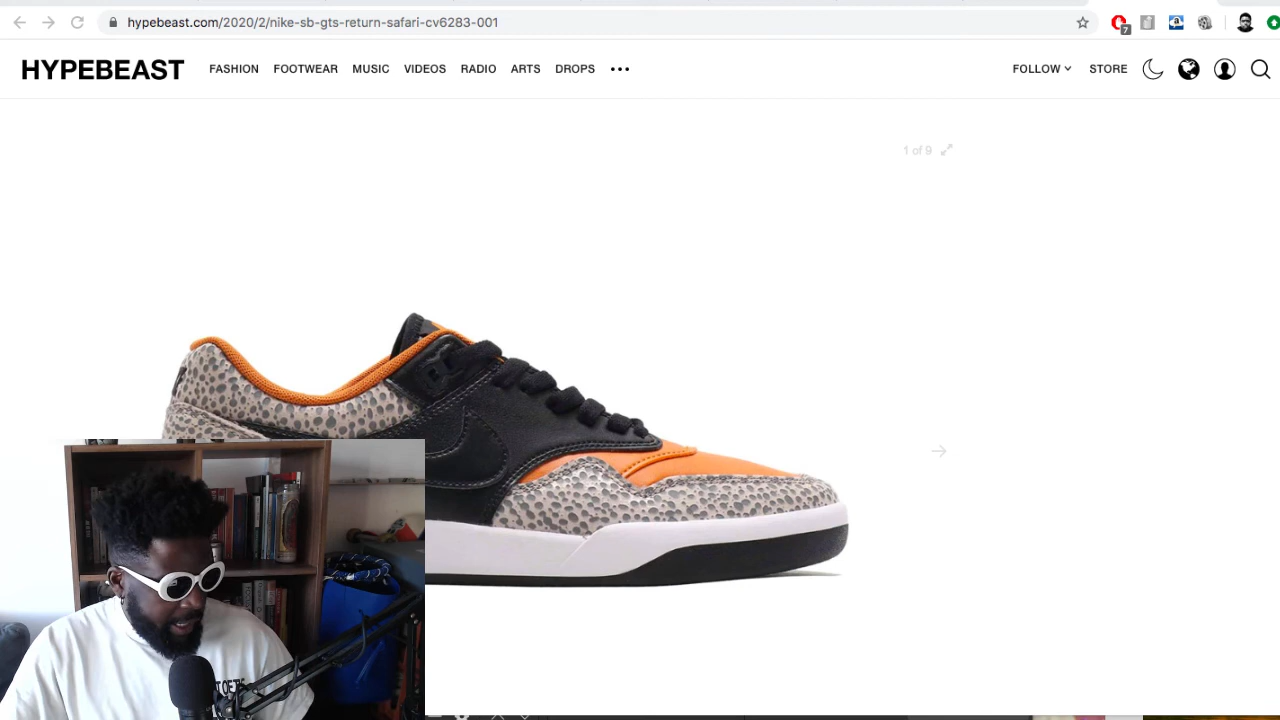 hypebeast.com/2020/2/nike-sb-gts-return-safari-cv6283-001
7
HYPEBEAST FASHION FOOTWEAR MUSIC VIDEOS RADIO ARTS DROPS ••• FOLLOW STORE
1 of 9